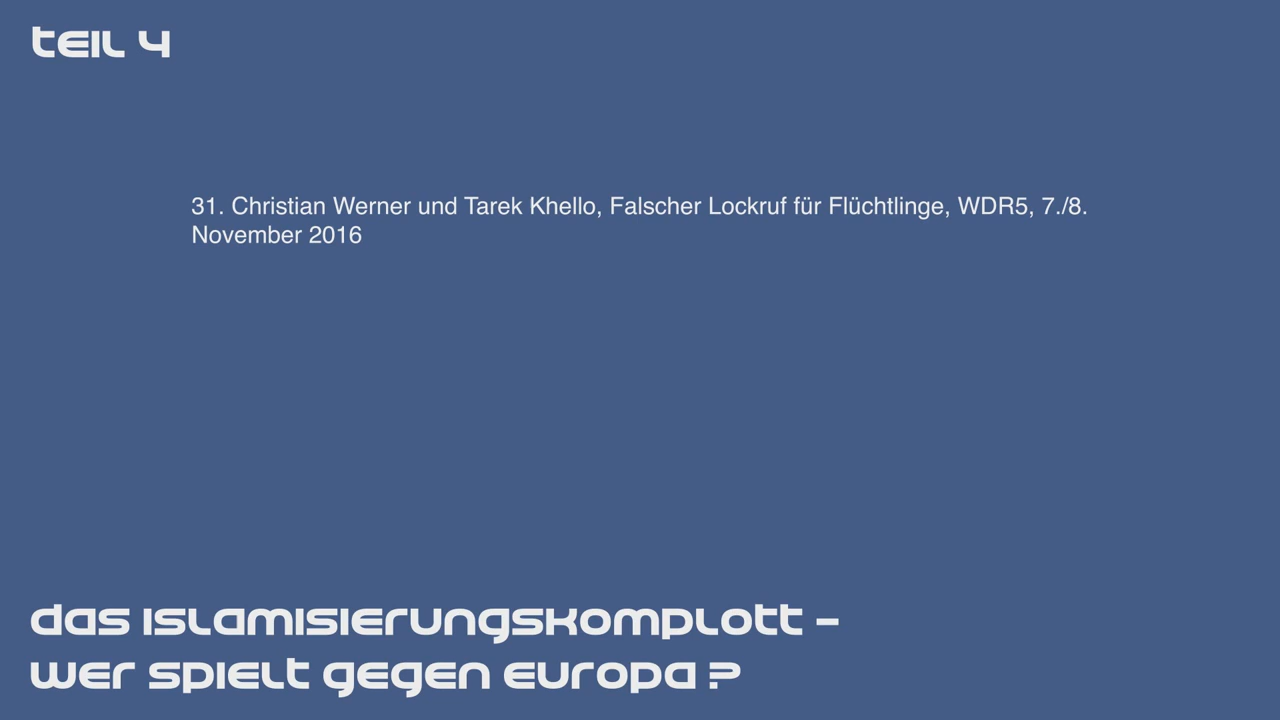 Teil 4
31. Christian Werner und Tarek Khello, Falscher Lockruf für Flüchtlinge, WDR5, 7./8.
November 2016
das Islamisierungskomplott –
wer spielt gegen Europa ?